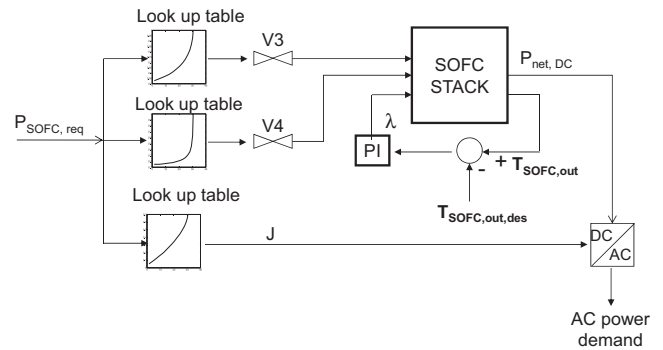 Look up table
V3
SOFC
STACK
P_net, DC
Look up table
P_SOFC, req
V4
λ
PI
+ T_SOFC,out
-
Look up table
T_SOFC,out,des
J
DC
AC
AC power
demand